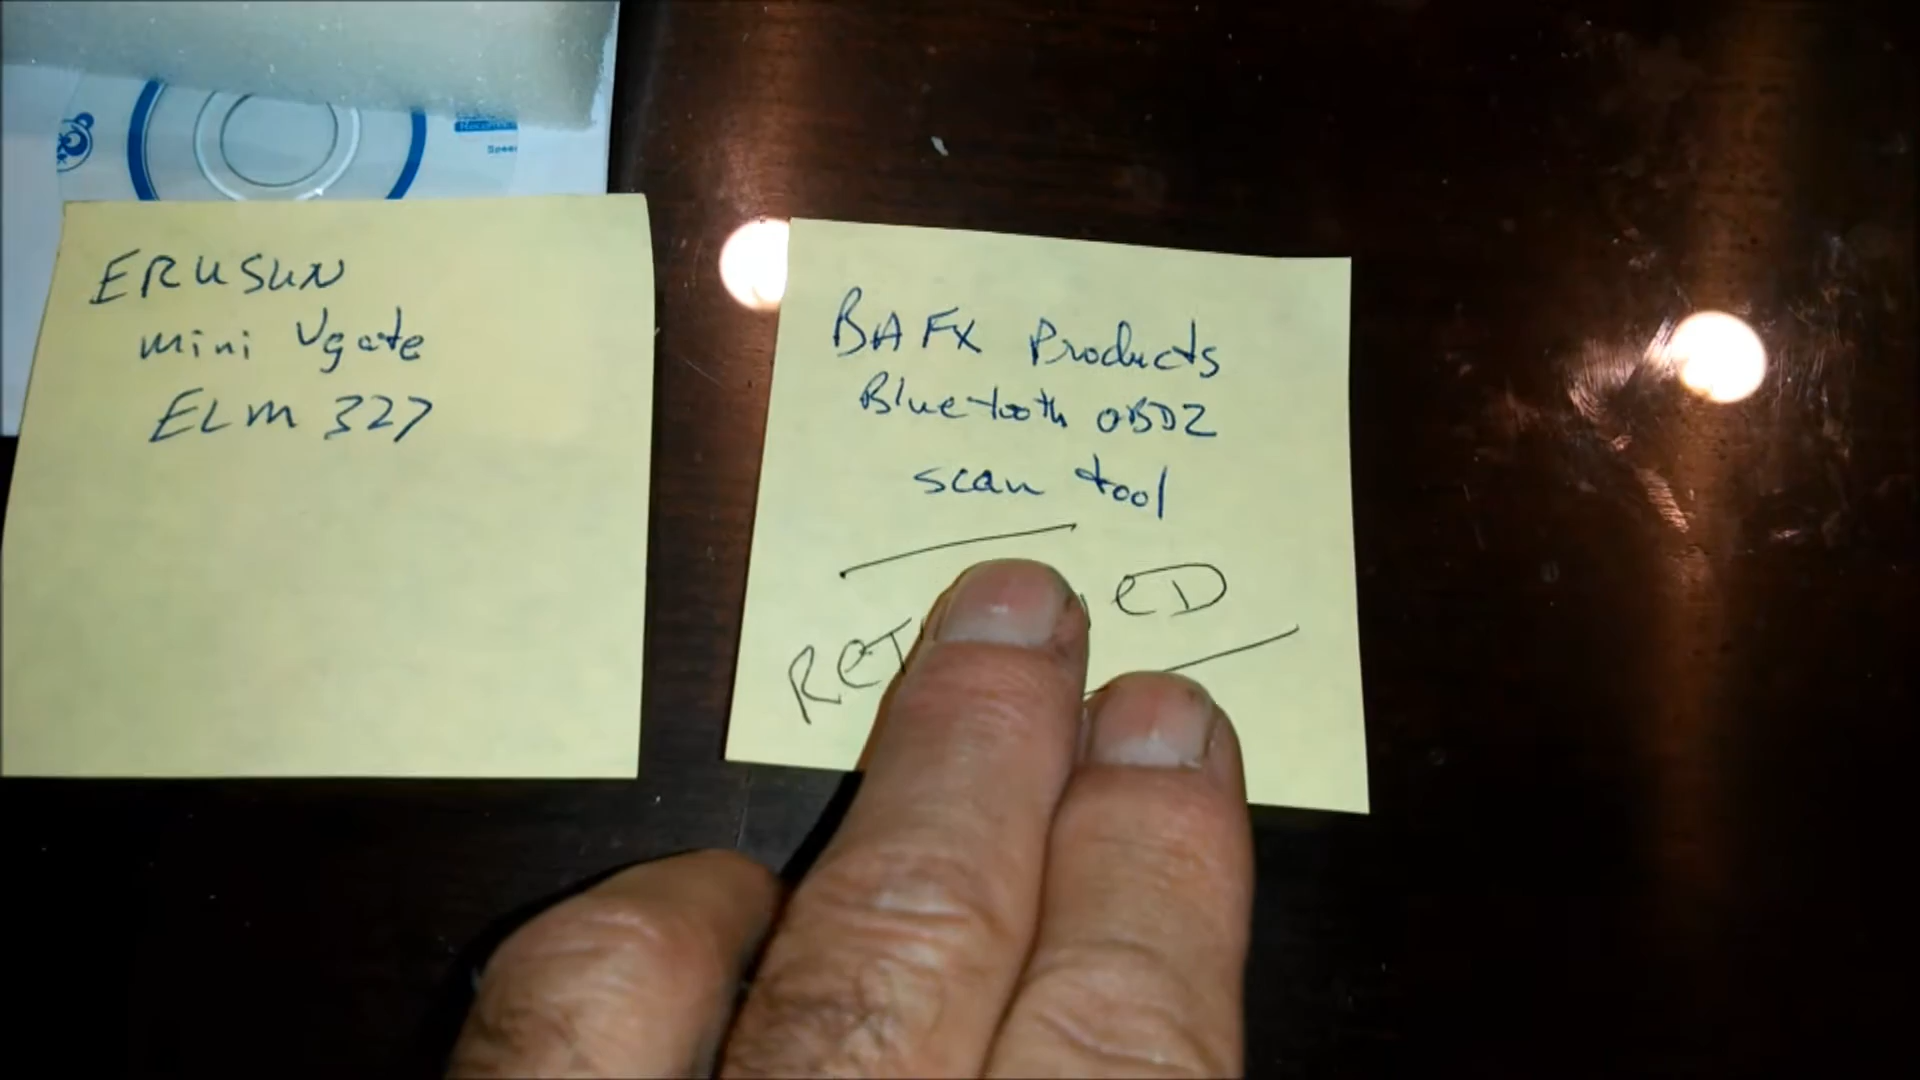 ERUSUN
mini Vgate
ELM 327
BAFX Products
Bluetooth OBD2
scan tool